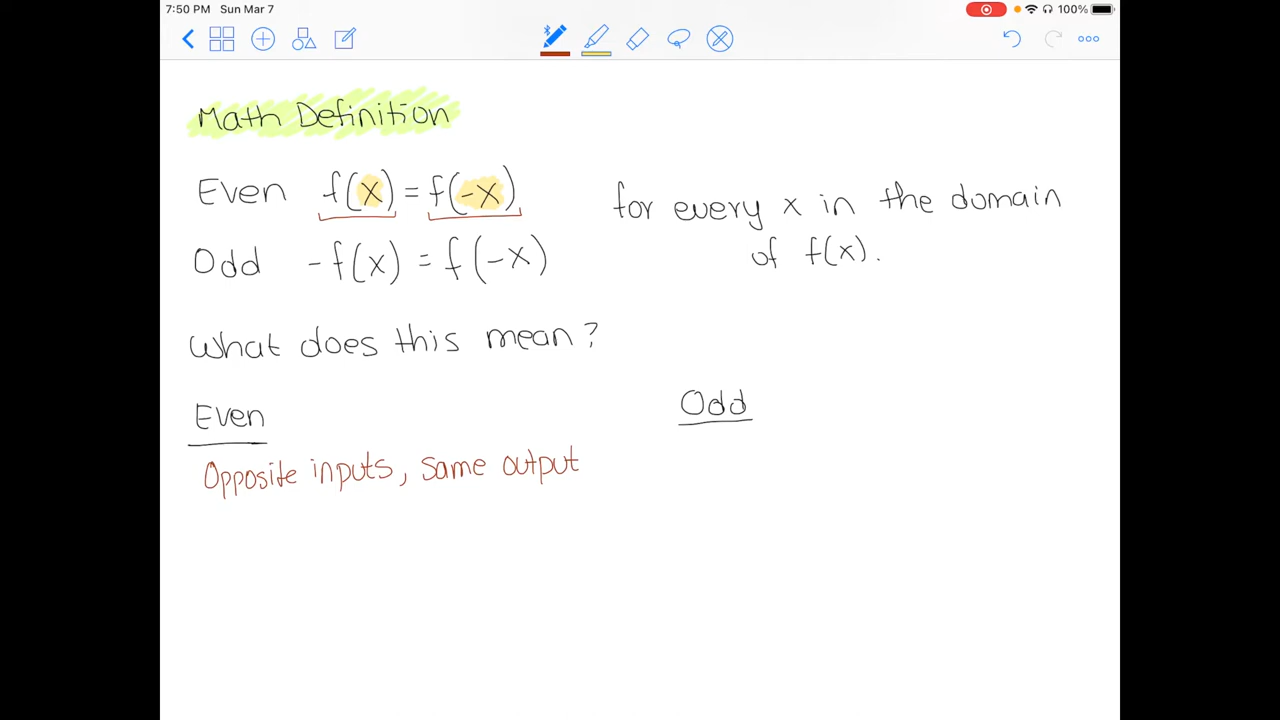 7:50 PM Sun Mar 7
100%
Math Definition
Even f(x) = f(-x) for every x in the domain
of f(x).
Odd -f(x) = f(-x)
What does this mean?
Even
Odd
Opposite inputs, same output